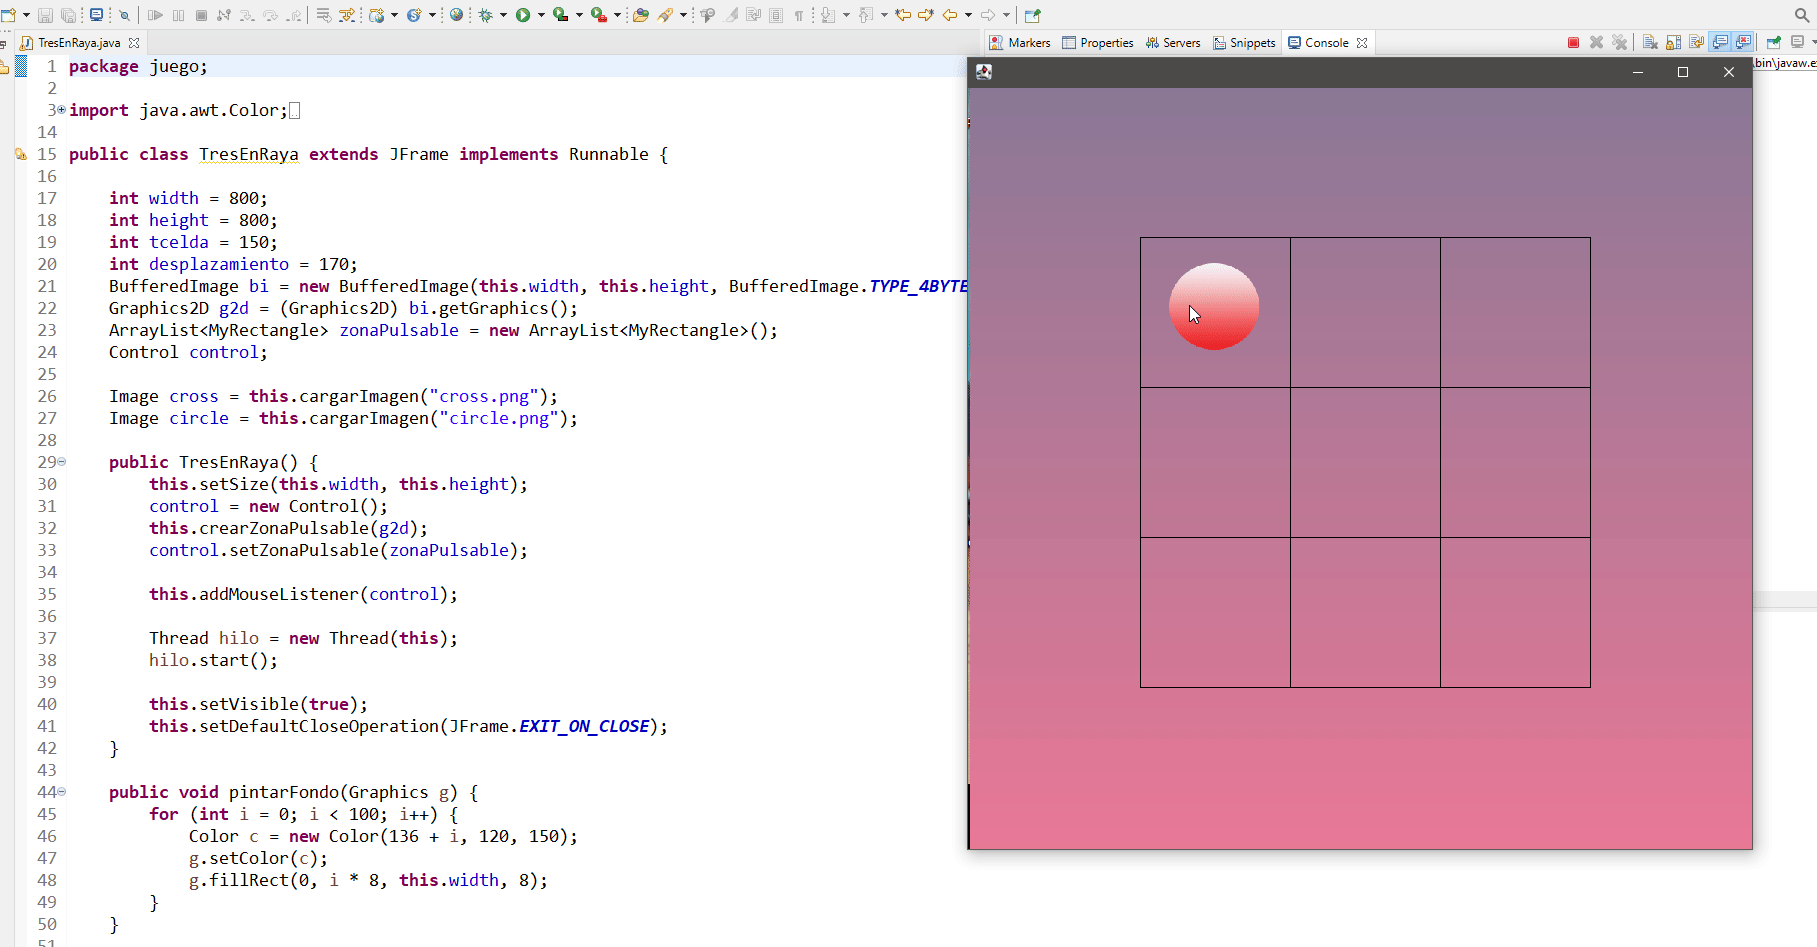 TresEnRaya.java
Markers Properties Servers Snippets Console
\bin\javaw.e
1 package juego;
2
3 import java.awt.Color;
14
15 public class TresEnRaya extends JFrame implements Runnable {
16
17 int width = 800;
18 int height = 800;
19 int tcelda = 150;
20 int desplazamiento = 170;
21 BufferedImage bi = new BufferedImage(this.width, this.height, BufferedImage.TYPE_4BYTE
22 Graphics2D g2d = (Graphics2D) bi.getGraphics();
23 ArrayList<MyRectangle> zonaPulsable = new ArrayList<MyRectangle>();
24 Control control;
25
26 Image cross = this.cargarImagen("cross.png");
27 Image circle = this.cargarImagen("circle.png");
28
29 public TresEnRaya() {
30 this.setSize(this.width, this.height);
31 control = new Control();
32 this.crearZonaPulsable(g2d);
33 control.setZonaPulsable(zonaPulsable);
34
35 this.addMouseListener(control);
36
37 Thread hilo = new Thread(this);
38 hilo.start();
39
40 this.setVisible(true);
41 this.setDefaultCloseOperation(JFrame.EXIT_ON_CLOSE);
42 }
43
44 public void pintarFondo(Graphics g) {
45 for (int i = 0; i < 100; i++) {
46 Color c = new Color(136 + i, 120, 150);
47 g.setColor(c);
48 g.fillRect(0, i * 8, this.width, 8);
49 }
50 }
51